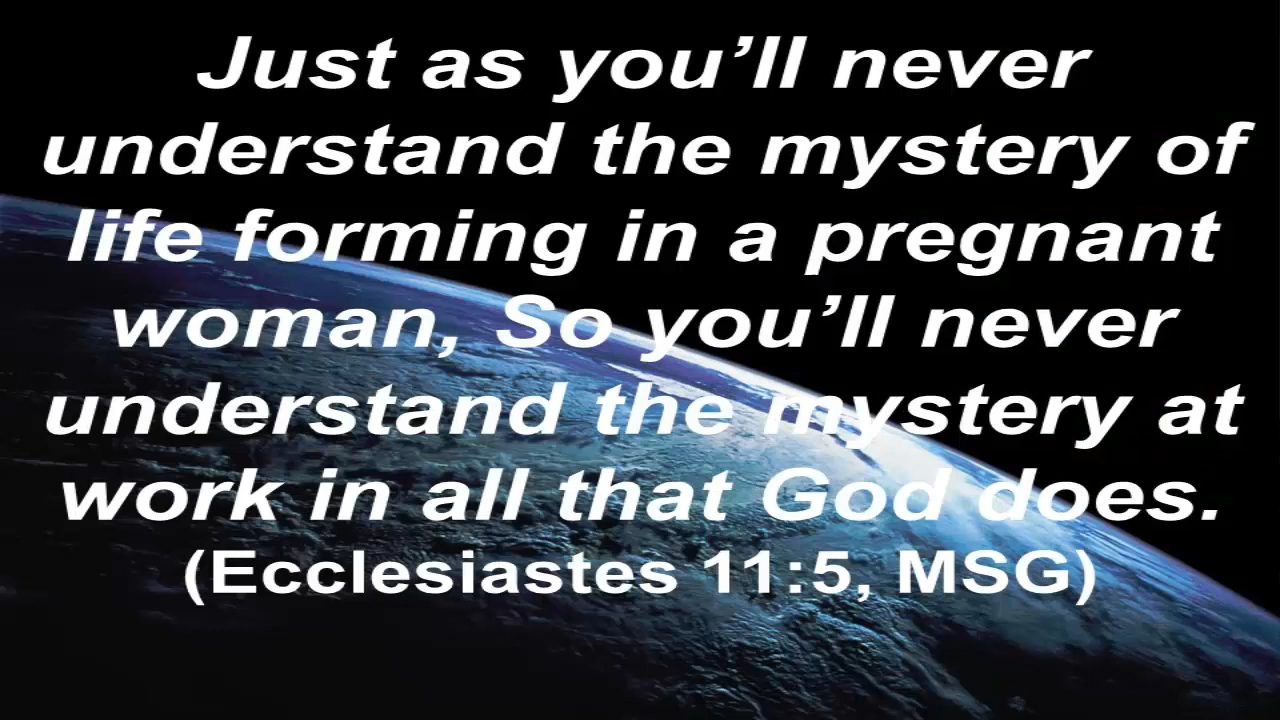 Just as you’ll never
understand the mystery of
life forming in a pregnant
woman, So you’ll never
understand the mystery at
work in all that God does.
(Ecclesiastes 11:5, MSG)